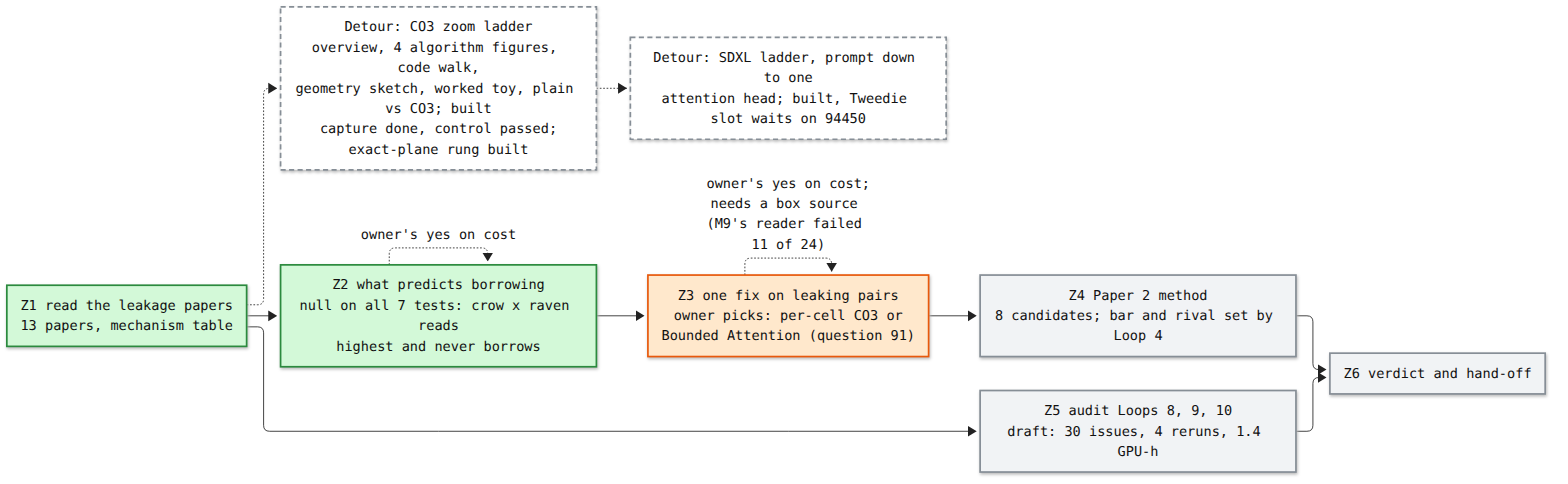 Detour: CO3 zoom ladder
overview, 4 algorithm figures,
code walk,
geometry sketch, worked toy, plain
vs CO3; built
capture done, control passed;
exact-plane rung built
Detour: SDXL ladder, prompt down
to one
attention head; built, Tweedie
slot waits on 94450
owner's yes on cost
owner's yes on cost;
needs a box source
(M9's reader failed
11 of 24)
Z1 read the leakage papers
13 papers, mechanism table
Z2 what predicts borrowing
null on all 7 tests: crow x raven
reads
highest and never borrows
Z3 one fix on leaking pairs
owner picks: per-cell CO3 or
Bounded Attention (question 91)
Z4 Paper 2 method
8 candidates; bar and rival set by
Loop 4
Z5 audit Loops 8, 9, 10
draft: 30 issues, 4 reruns, 1.4
GPU-h
Z6 verdict and hand-off